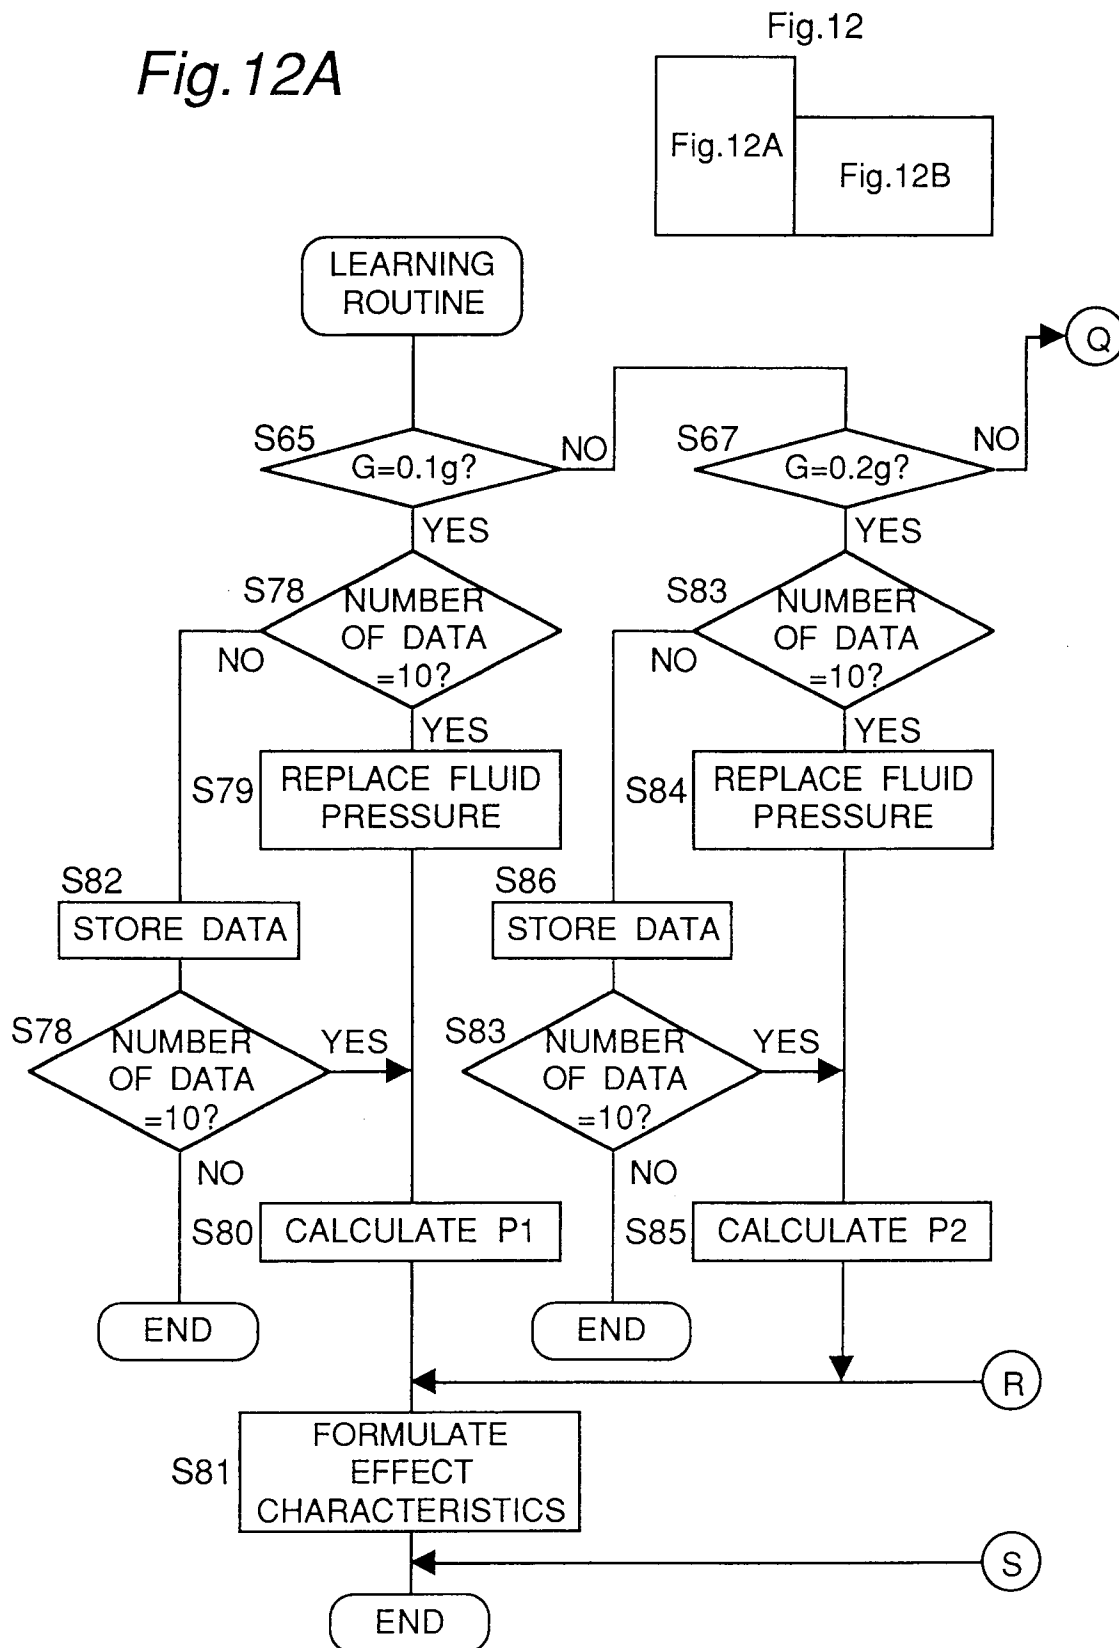 Fig.12A
Fig.12
Fig.12A
Fig.12B
LEARNING
ROUTINE
Q
S65
G=0.1g?
NO
YES
S67
G=0.2g?
NO
YES
S78
NUMBER
OF DATA
=10?
NO
YES
S83
NUMBER
OF DATA
=10?
NO
YES
S79
REPLACE FLUID
PRESSURE
S84
REPLACE FLUID
PRESSURE
S82
STORE DATA
S86
STORE DATA
S78
NUMBER
OF DATA
=10?
YES
NO
S83
NUMBER
OF DATA
=10?
YES
NO
S80
CALCULATE P1
S85
CALCULATE P2
END
END
R
S81
FORMULATE
EFFECT
CHARACTERISTICS
S
END